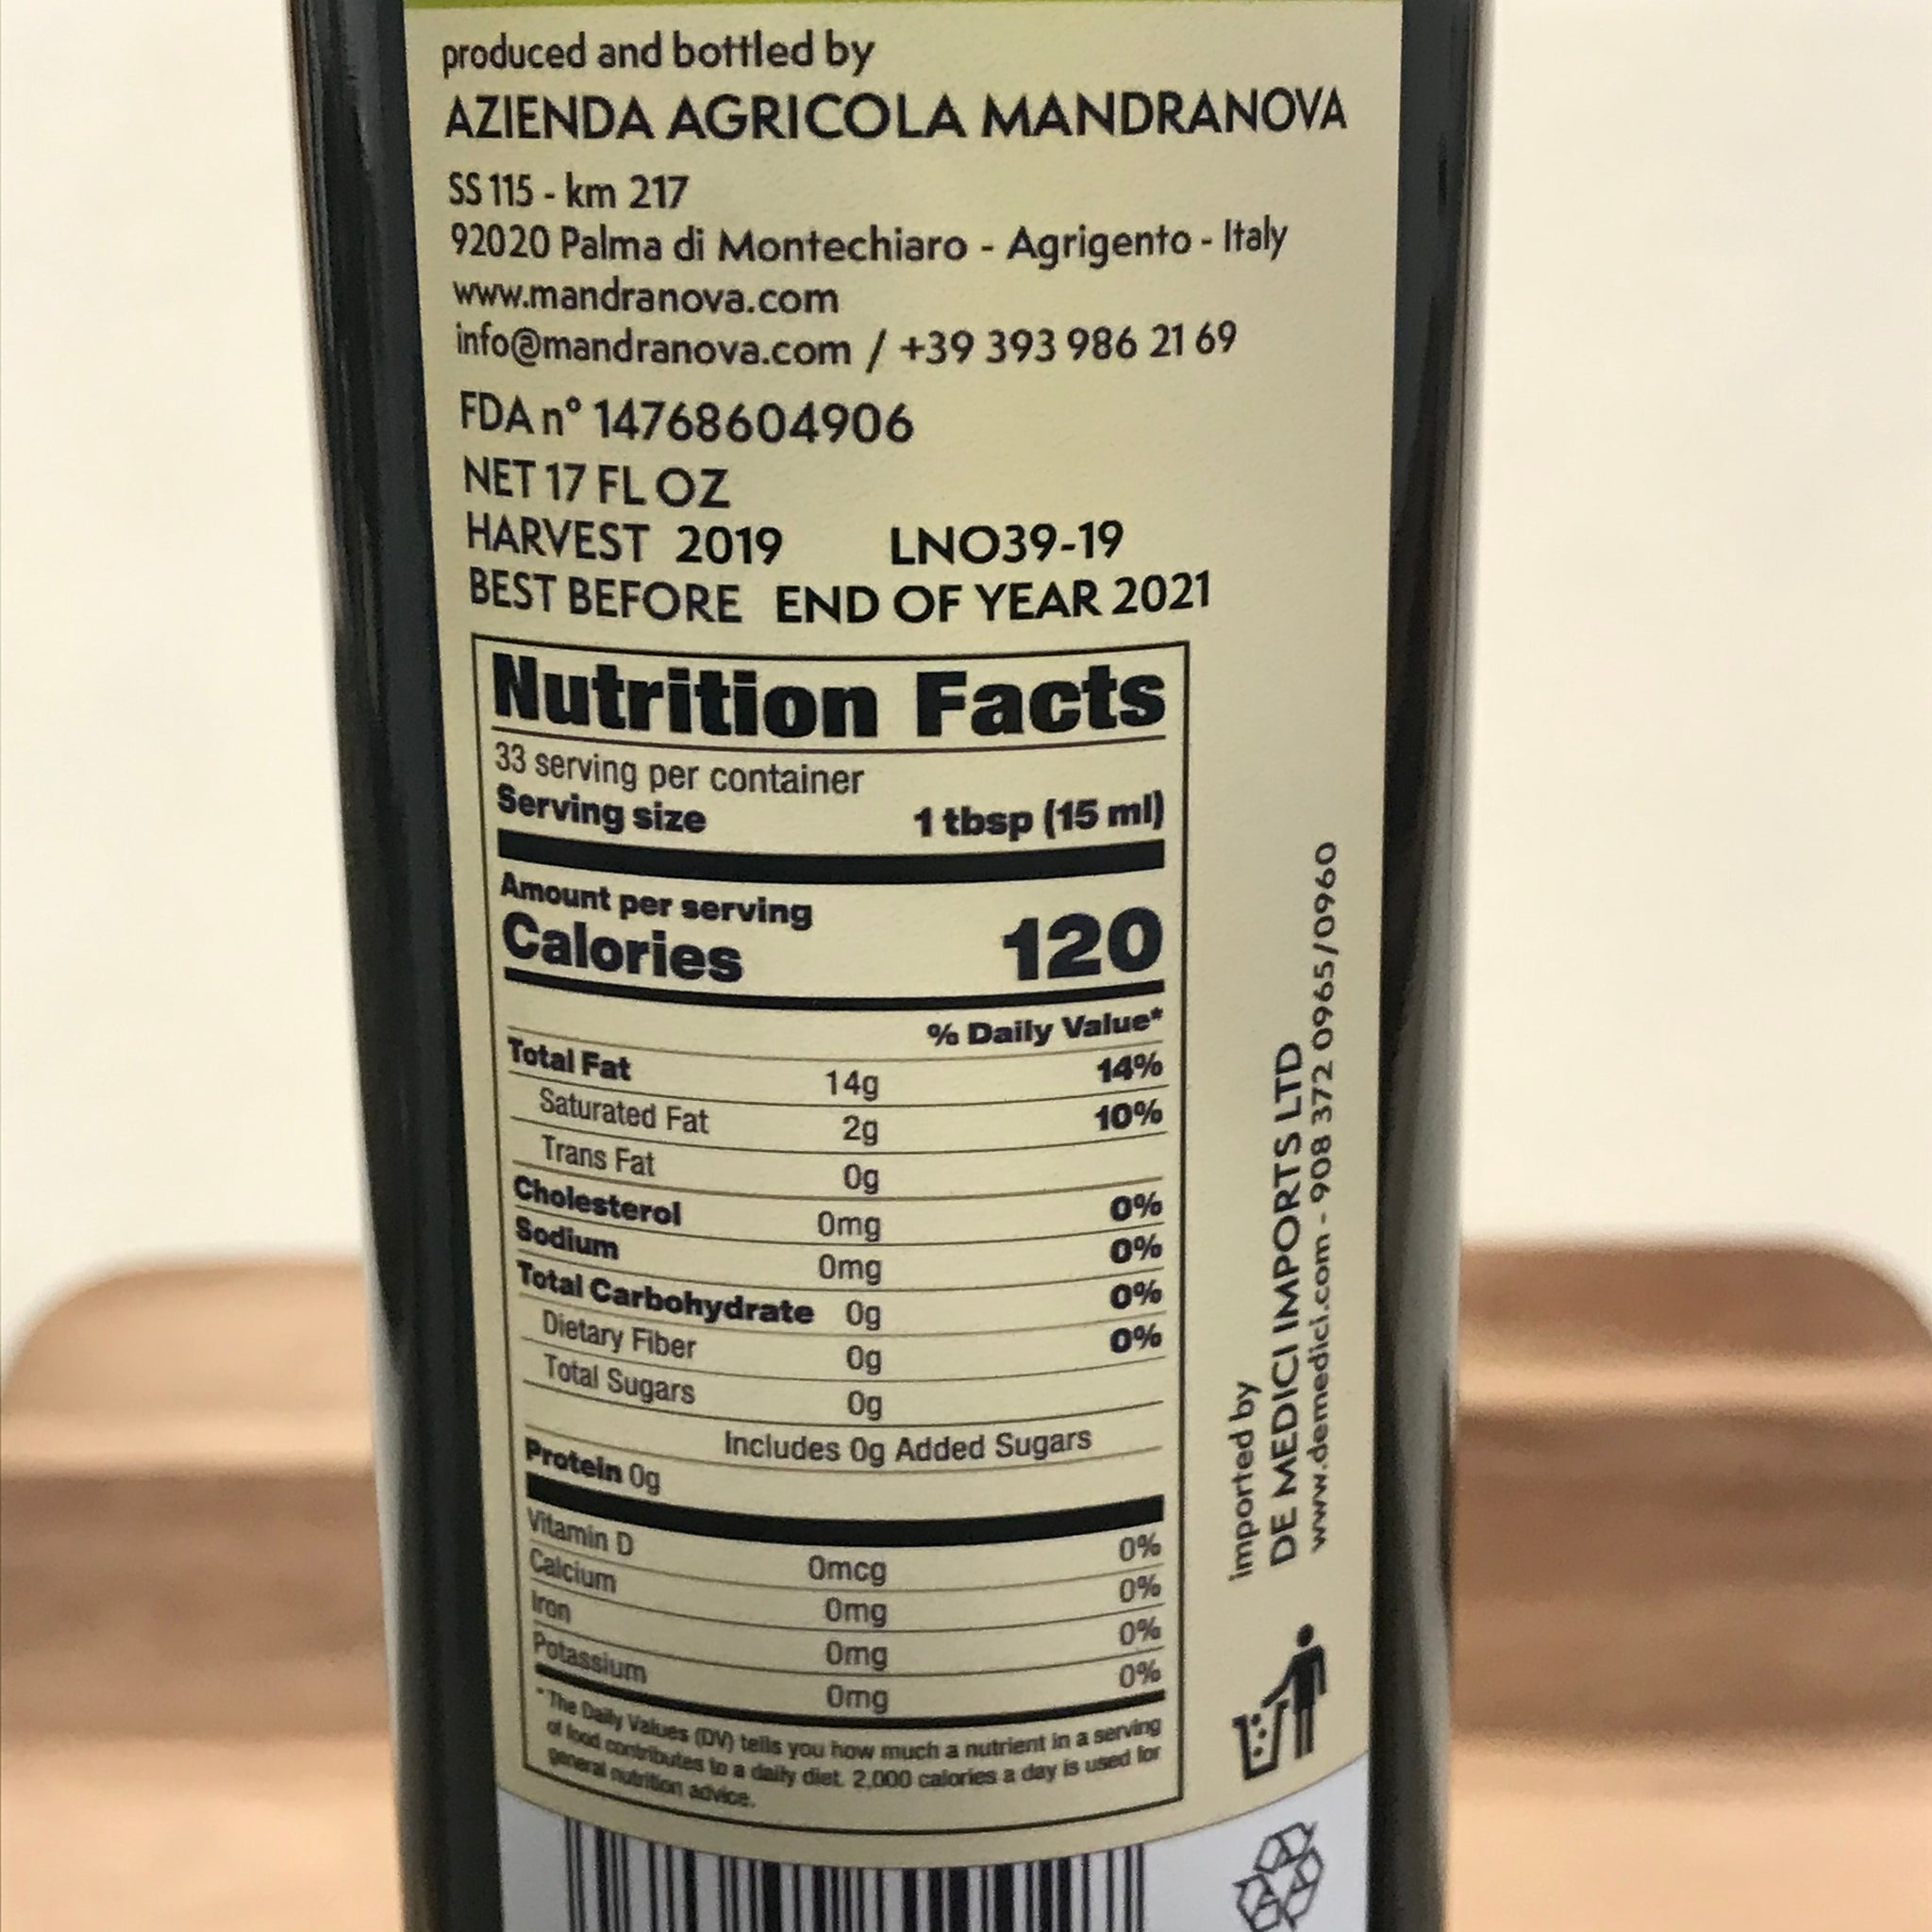 produced and bottled by
AZIENDA AGRICOLA MANDRANOVA
SS 115 - km 217
92020 Palma di Montechiaro - Agrigento - Italy
www.mandranova.com
info@mandranova.com / +39 393 986 21 69
FDA n° 14768604906
NET 17 FL OZ
HARVEST 2019 LNO39-19
BEST BEFORE END OF YEAR 2021
Nutrition Facts
33 serving per container
Serving size 1 tbsp (15 ml)
Amount per serving
Calories 120
% Daily Value*
Total Fat 14g 14%
Saturated Fat 2g 10%
Trans Fat 0g
Cholesterol 0mg 0%
Sodium 0mg 0%
Total Carbohydrate 0g 0%
Dietary Fiber 0g 0%
Total Sugars 0g
Includes 0g Added Sugars
Protein 0g
Vitamin D 0mcg 0%
Calcium 0mg 0%
Iron 0mg 0%
Potassium 0mg 0%
*The Daily Values (DV) tells you how much a nutrient in a serving
of food contributes to a daily diet. 2,000 calories a day is used for
general nutrition advice.
imported by
DE MEDICI IMPORTS LTD
www.demedici.com - 908 372 0965/0960